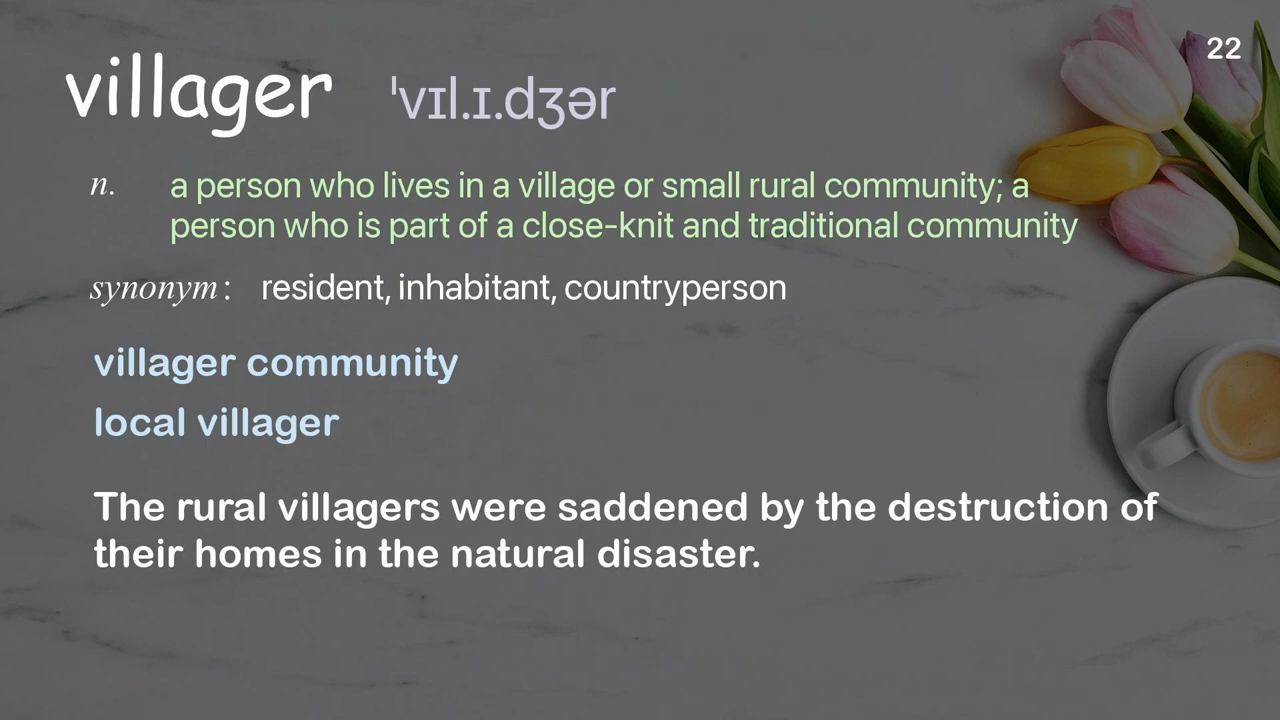 22
villager ˈvɪl.ɪ.dʒər
n. a person who lives in a village or small rural community; a
person who is part of a close-knit and traditional community
synonym: resident, inhabitant, countryperson
villager community
local villager
The rural villagers were saddened by the destruction of
their homes in the natural disaster.